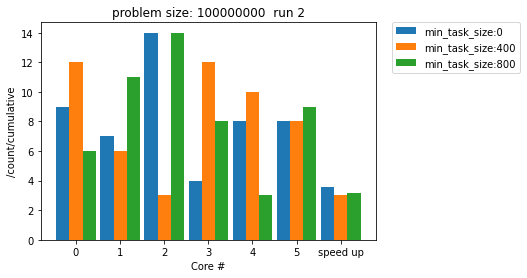 problem size: 100000000  run 2
min_task_size:0
min_task_size:400
min_task_size:800
/count/cumulative
14
12
10
8
6
4
2
0
0 1 2 3 4 5 speed up
Core #